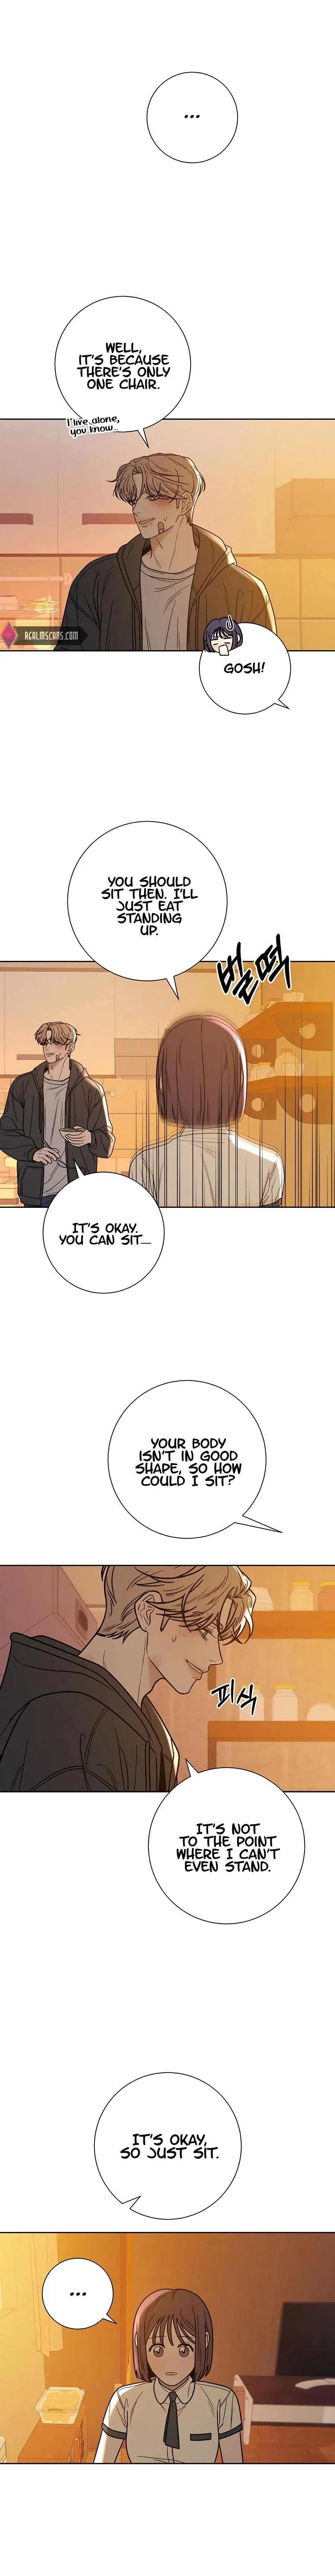 ...
WELL,
IT'S BECAUSE
THERE'S ONLY
ONE CHAIR.
I live alone,
you know...
REALMSCANS.COM
GOSH!
YOU SHOULD
SIT THEN. I'LL
JUST EAT
STANDING
UP.
벌떡
IT'S OKAY.
YOU CAN SIT__
YOUR BODY
ISN'T IN GOOD
SHAPE, SO HOW
COULD I SIT?
피식
IT'S NOT
TO THE POINT
WHERE I CAN'T
EVEN STAND.
IT'S OKAY,
SO JUST SIT.
...